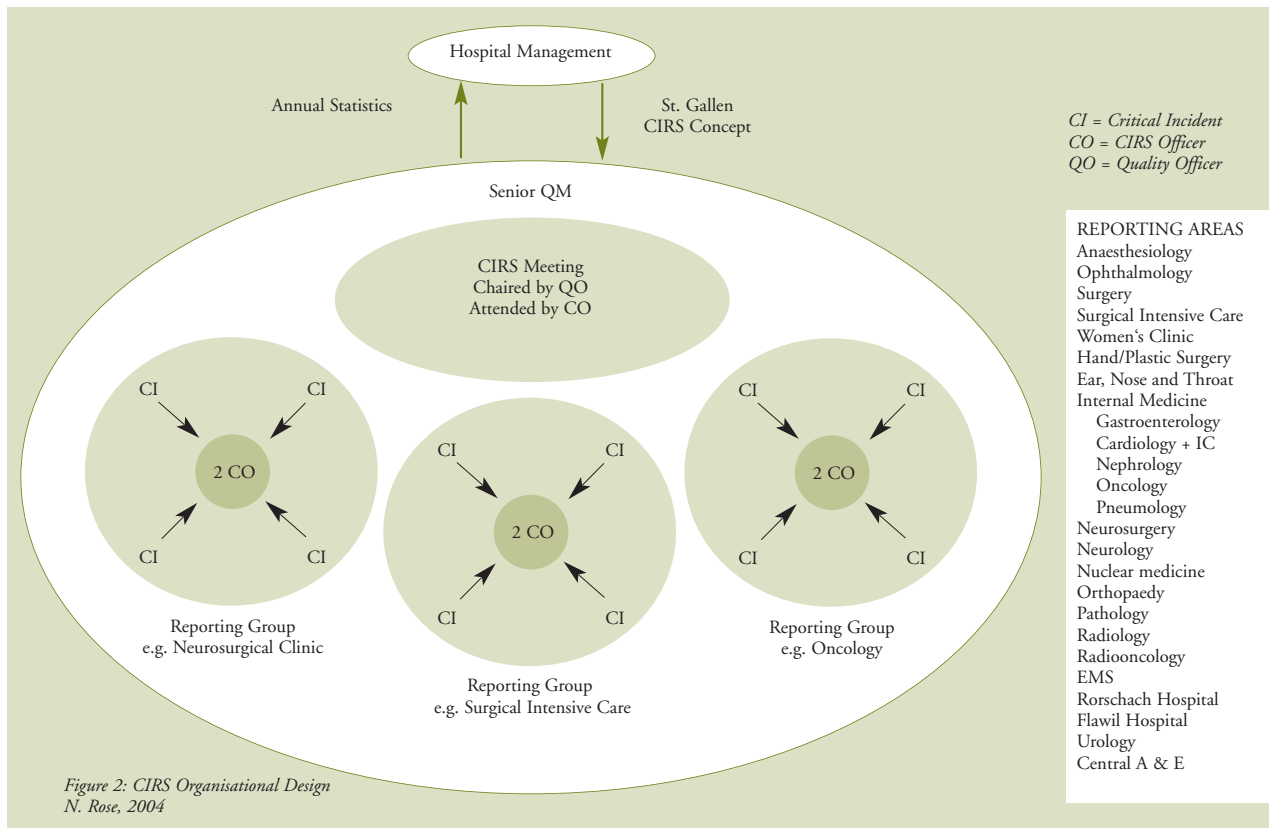 Hospital Management
Annual Statistics
St. Gallen
CIRS Concept
CI = Critical Incident
CO = CIRS Officer
QO = Quality Officer
Senior QM
CIRS Meeting
Chaired by QO
Attended by CO
CI
CI
2 CO
CI
CI
Reporting Group
e.g. Neurosurgical Clinic
CI
CI
2 CO
CI
CI
Reporting Group
e.g. Surgical Intensive Care
CI
CI
2 CO
CI
CI
Reporting Group
e.g. Oncology
REPORTING AREAS
Anaesthesiology
Ophthalmology
Surgery
Surgical Intensive Care
Women‘s Clinic
Hand/Plastic Surgery
Ear, Nose and Throat
Internal Medicine
Gastroenterology
Cardiology + IC
Nephrology
Oncology
Pneumology
Neurosurgery
Neurology
Nuclear medicine
Orthopaedy
Pathology
Radiology
Radiooncology
EMS
Rorschach Hospital
Flawil Hospital
Urology
Central A & E
Figure 2: CIRS Organisational Design
N. Rose, 2004